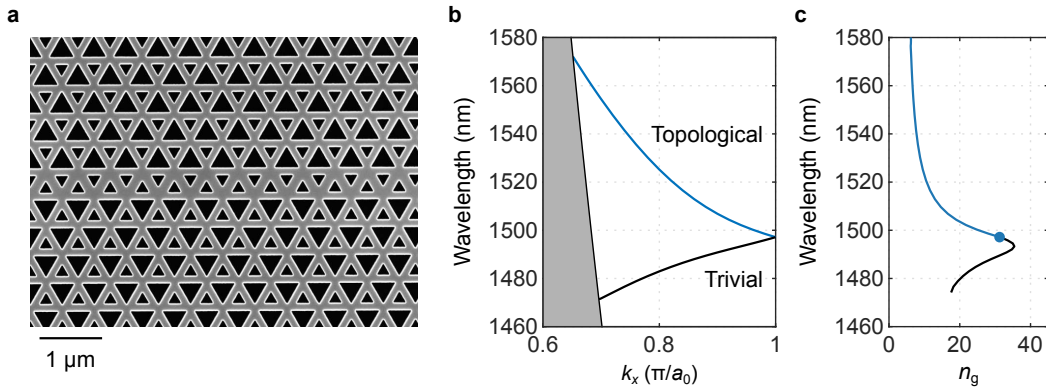 a
1 μm
b
Wavelength (nm)
1580
1560
1540
1520
1500
1480
1460
Topological
Trivial
0.6
0.8
1
kₓ (π/a₀)
c
Wavelength (nm)
1580
1560
1540
1520
1500
1480
1460
0
20
40
n_g